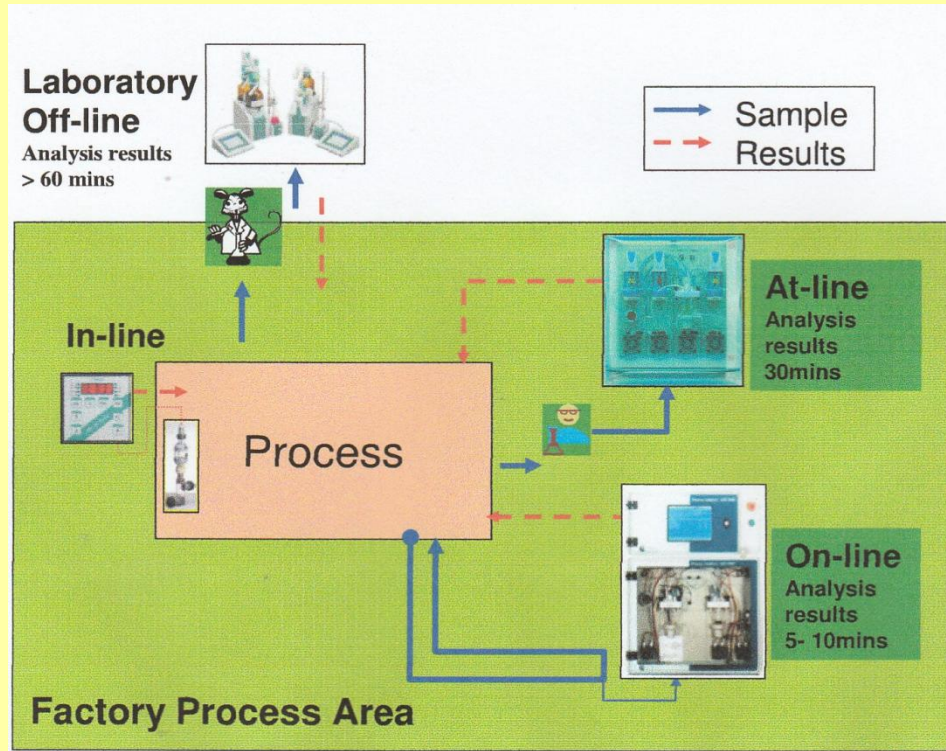 Laboratory
Off-line
Analysis results
> 60 mins
Sample
Results
At-line
Analysis
results
30mins
In-line
Process
On-line
Analysis
results
5- 10mins
Factory Process Area